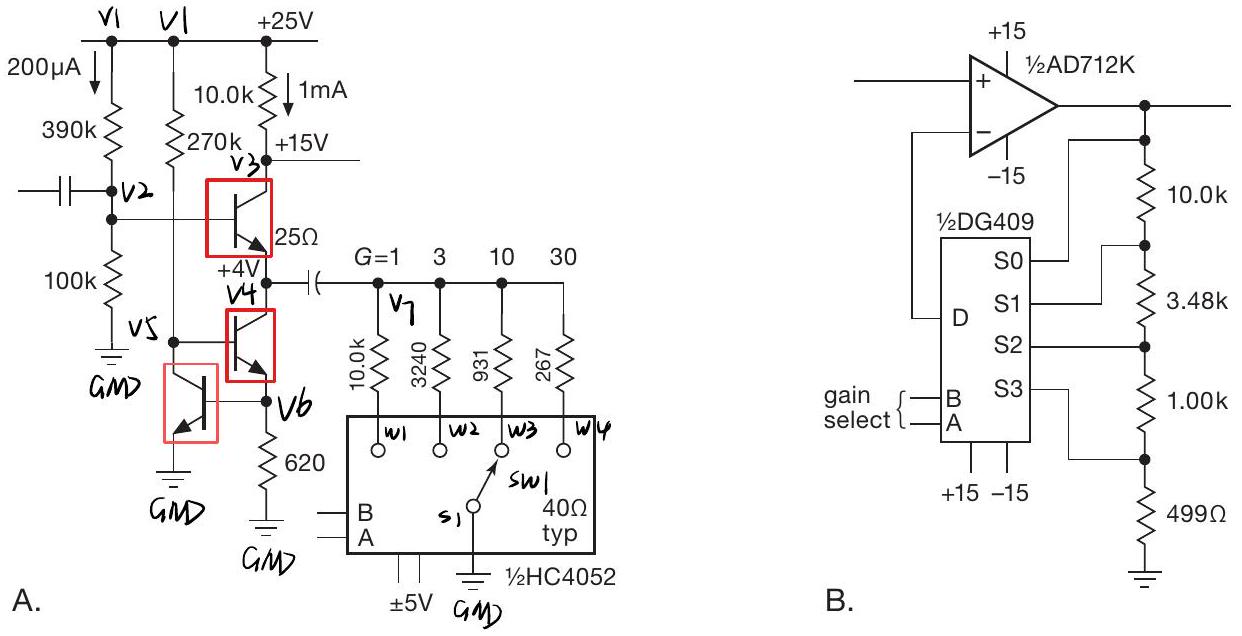 V1
V1
+25V
200µA
10.0k
1mA
390k
270k
+15V
V3
V2
25Ω
100k
+4V
V4
G=1
3
10
30
V7
V5
10.0k
3240
931
267
GND
V6
W1
W2
W3
W4
620
SW1
S1
40Ω
typ
B
A
GND
GND
±5V
GND
½HC4052
A.
+15
½AD712K
+
−
−15
10.0k
½DG409
S0
S1
3.48k
D
S2
S3
gain
select
B
A
1.00k
+15
−15
499Ω
B.